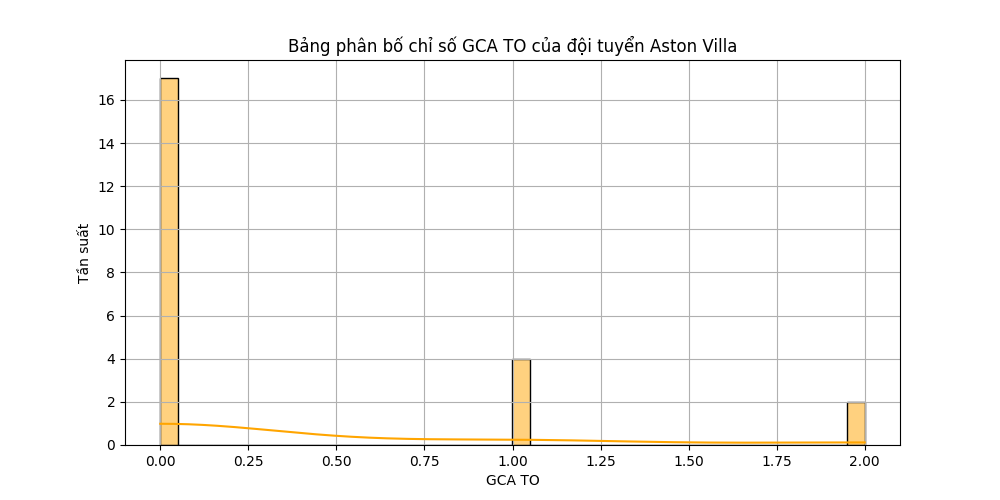 Bảng phân bố chỉ số GCA TO của đội tuyển Aston Villa
16
14
12
10
8
6
4
2
0
Tần suất
0.00 0.25 0.50 0.75 1.00 1.25 1.50 1.75 2.00
GCA TO